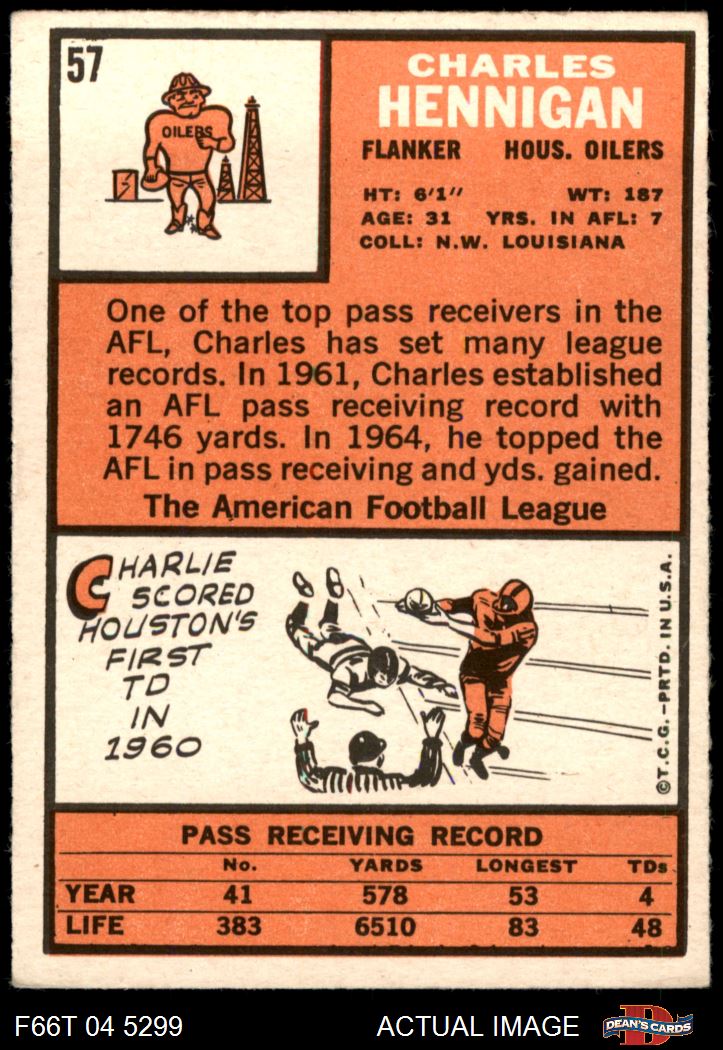 57
OILERS
CHARLES
HENNIGAN
FLANKER HOUS. OILERS
HT: 6'1" WT: 187
AGE: 31 YRS. IN AFL: 7
COLL: N.W. LOUISIANA
One of the top pass receivers in the
AFL, Charles has set many league
records. In 1961, Charles established
an AFL pass receiving record with
1746 yards. In 1964, he topped the
AFL in pass receiving and yds. gained.
The American Football League
CHARLIE
SCORED
HOUSTON'S
FIRST
TD
IN
1960
©T.C.G.–PRTD. IN U.S.A.
PASS RECEIVING RECORD
No. YARDS LONGEST TDs
YEAR 41 578 53 4
LIFE 383 6510 83 48
F66T 04 5299 ACTUAL IMAGE
D
DEAN'S CARDS